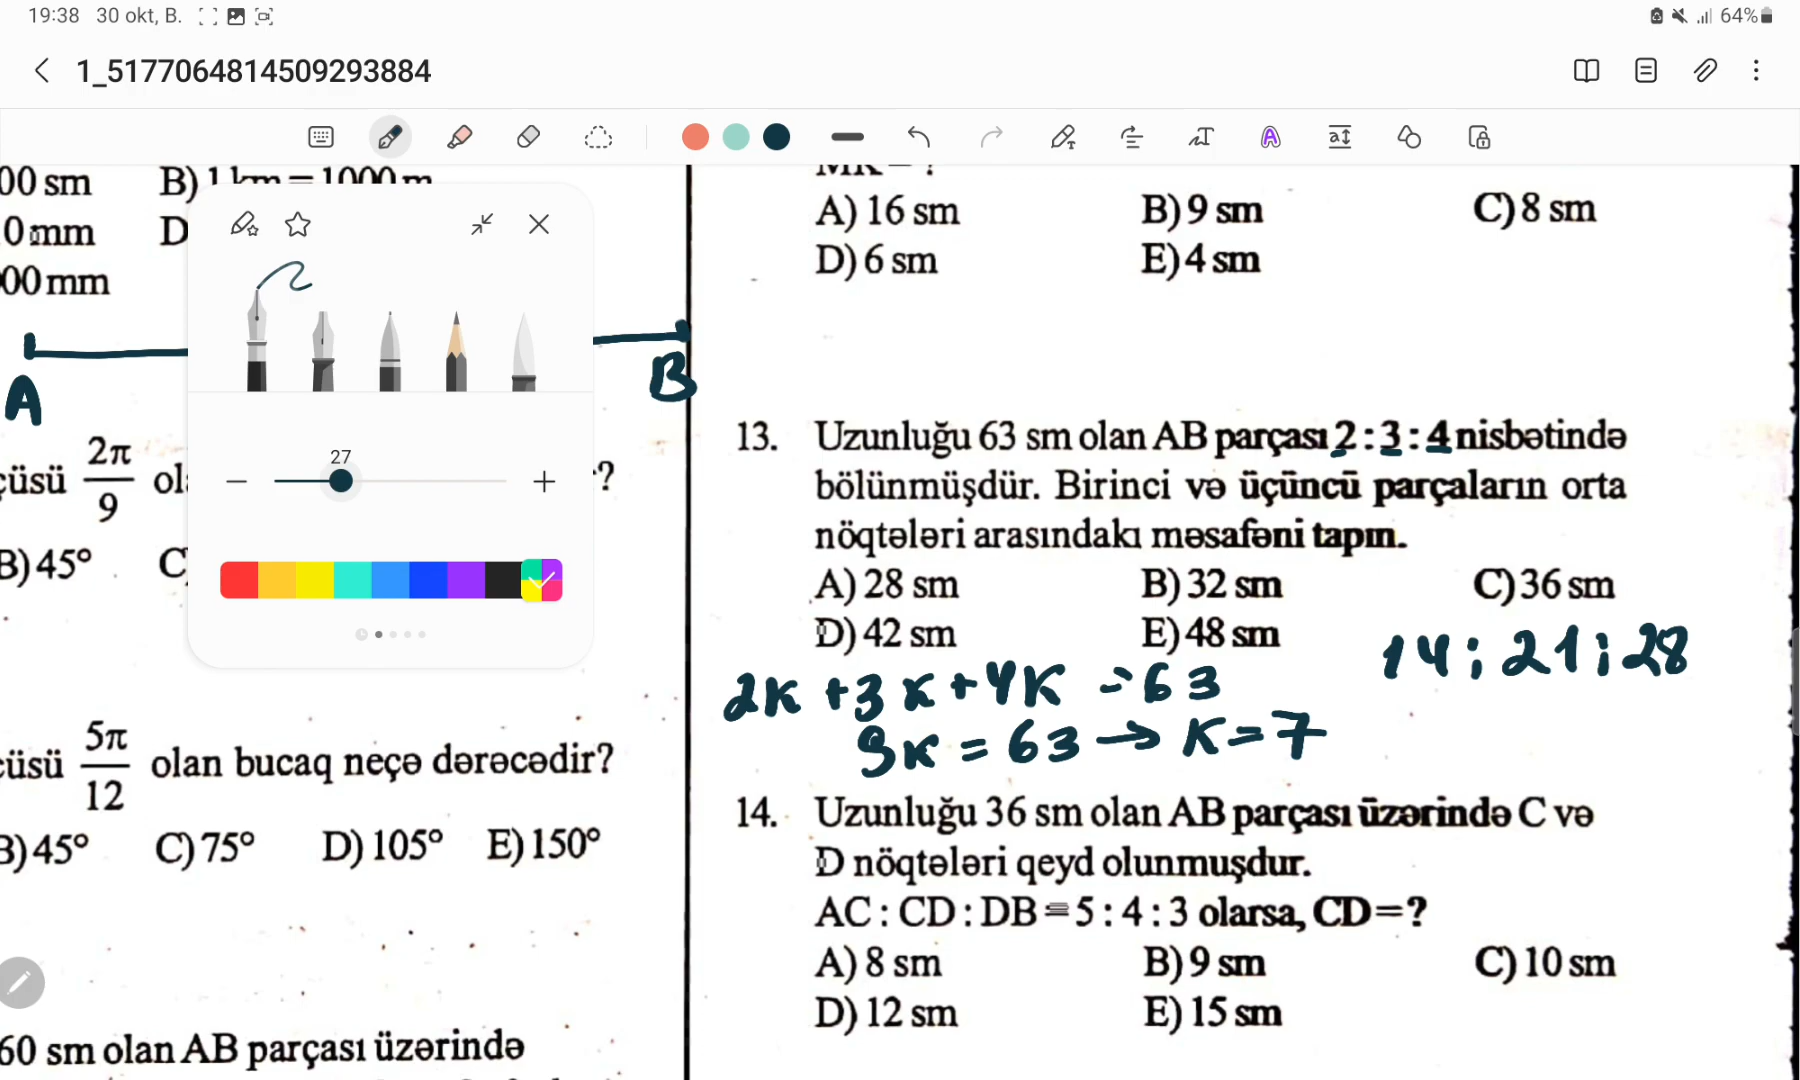 19:38 30 okt, B. 64%
1_5177064814509293884
00 sm B) 1 km = 1000 m
0 mm D
00 mm
A B
27
üsü 2π/9 ol ?
B) 45° C
üsü 5π/12 olan bucaq neçə dərəcədir?
B) 45° C) 75° D) 105° E) 150°
60 sm olan AB parçası üzərində
MK = ?
A) 16 sm B) 9 sm C) 8 sm
D) 6 sm E) 4 sm
13. Uzunluğu 63 sm olan AB parçası 2 : 3 : 4 nisbətində
bölünmüşdür. Birinci və üçüncü parçaların orta
nöqtələri arasındakı məsafəni tapın.
A) 28 sm B) 32 sm C) 36 sm
D) 42 sm E) 48 sm
14 ; 21 ; 28
2k + 3k + 4k = 63
9k = 63 → k = 7
14. Uzunluğu 36 sm olan AB parçası üzərində C və
D nöqtələri qeyd olunmuşdur.
AC : CD : DB = 5 : 4 : 3 olarsa, CD = ?
A) 8 sm B) 9 sm C) 10 sm
D) 12 sm E) 15 sm